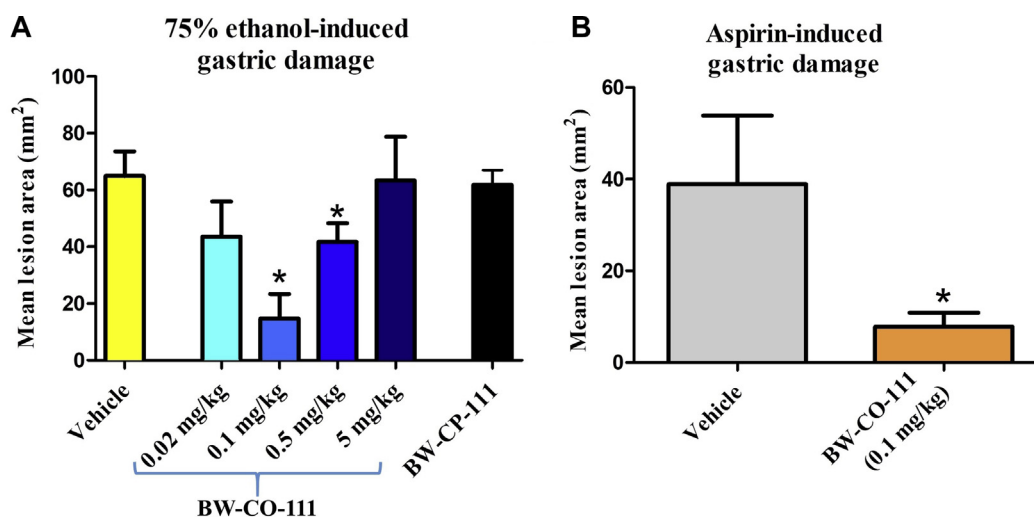 A
75% ethanol-induced
gastric damage
Mean lesion area (mm²)
100
80
60
40
20
0
*
*
Vehicle
0.02 mg/kg
0.1 mg/kg
0.5 mg/kg
5 mg/kg
BW-CP-111
BW-CO-111
B
Aspirin-induced
gastric damage
Mean lesion area (mm²)
60
40
20
0
*
Vehicle
BW-CO-111
(0.1 mg/kg)